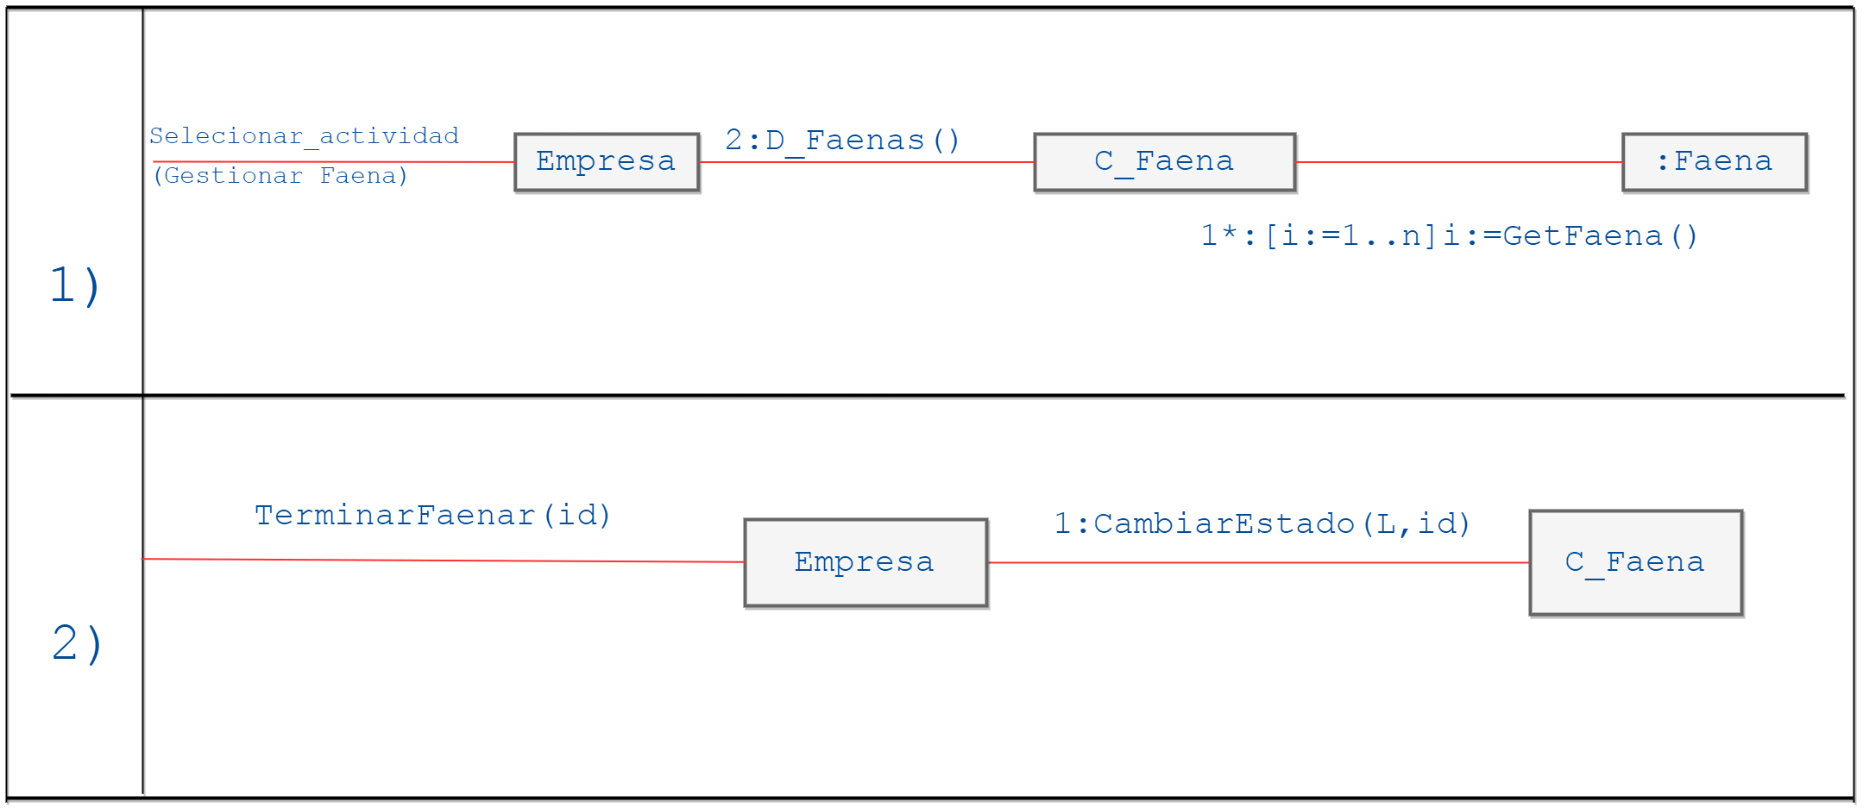 Selecionar_actividad
(Gestionar Faena)
Empresa
2:D_Faenas()
C_Faena
:Faena
1*:[i:=1..n]i:=GetFaena()
1)
TerminarFaenar(id)
Empresa
1:CambiarEstado(L,id)
C_Faena
2)